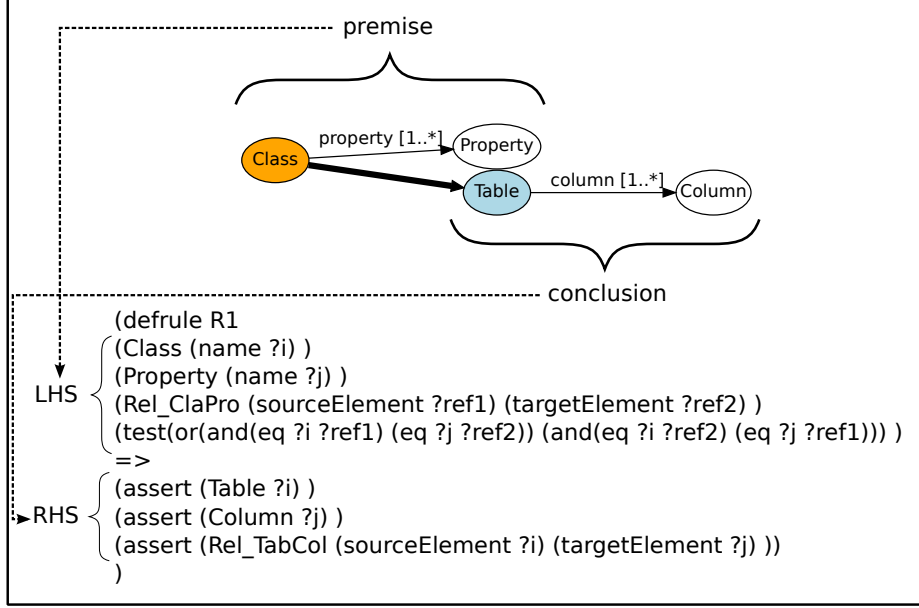 premise
property [1..*]
Property
Class
Table
column [1..*]
Column
conclusion
(defrule R1
(Class (name ?i) )
(Property (name ?j) )
LHS
(Rel_ClaPro (sourceElement ?ref1) (targetElement ?ref2) )
(test(or(and(eq ?i ?ref1) (eq ?j ?ref2)) (and(eq ?i ?ref2) (eq ?j ?ref1))) )
=>
(assert (Table ?i) )
RHS
(assert (Column ?j) )
(assert (Rel_TabCol (sourceElement ?i) (targetElement ?j) ))
)